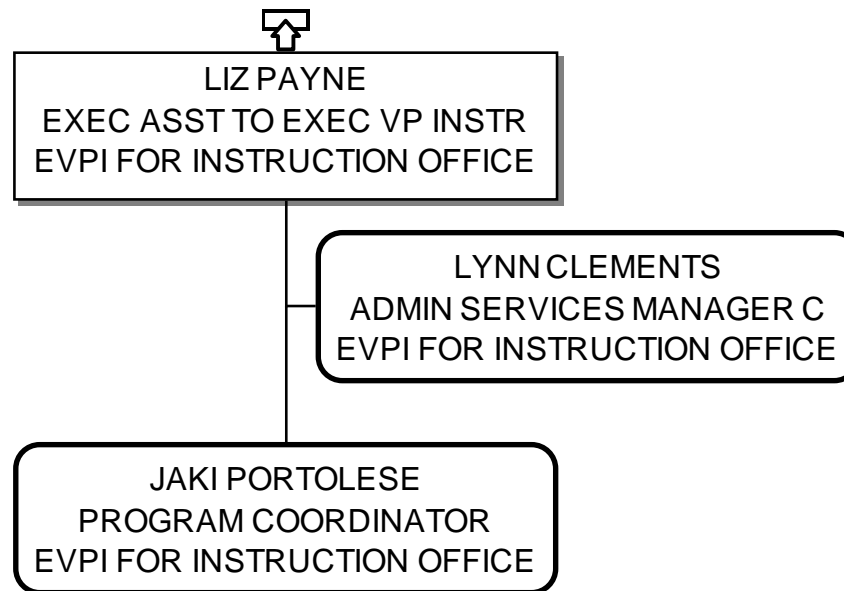 LIZ PAYNE
EXEC ASST TO EXEC VP INSTR
EVPI FOR INSTRUCTION OFFICE
LYNN CLEMENTS
ADMIN SERVICES MANAGER C
EVPI FOR INSTRUCTION OFFICE
JAKI PORTOLESE
PROGRAM COORDINATOR
EVPI FOR INSTRUCTION OFFICE